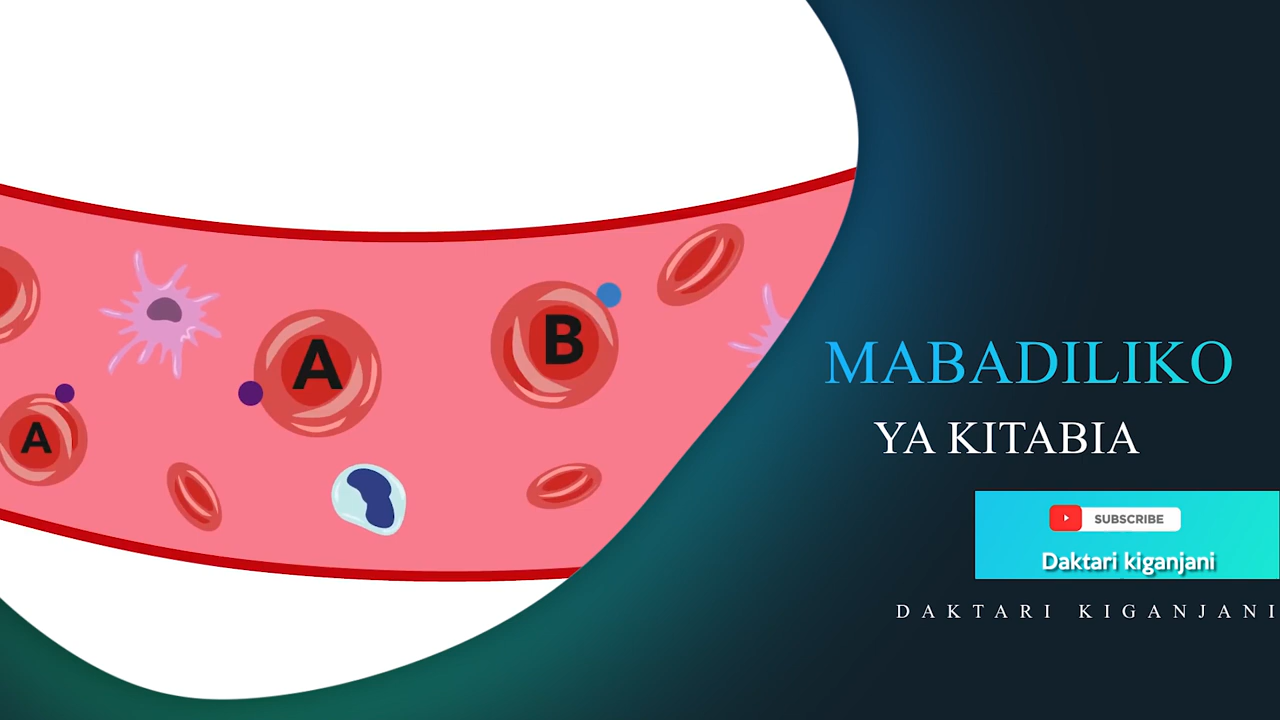 A
B
A
MABADILIKO
YA KITABIA
SUBSCRIBE
Daktari kiganjani
DAKTARI KIGANJANI